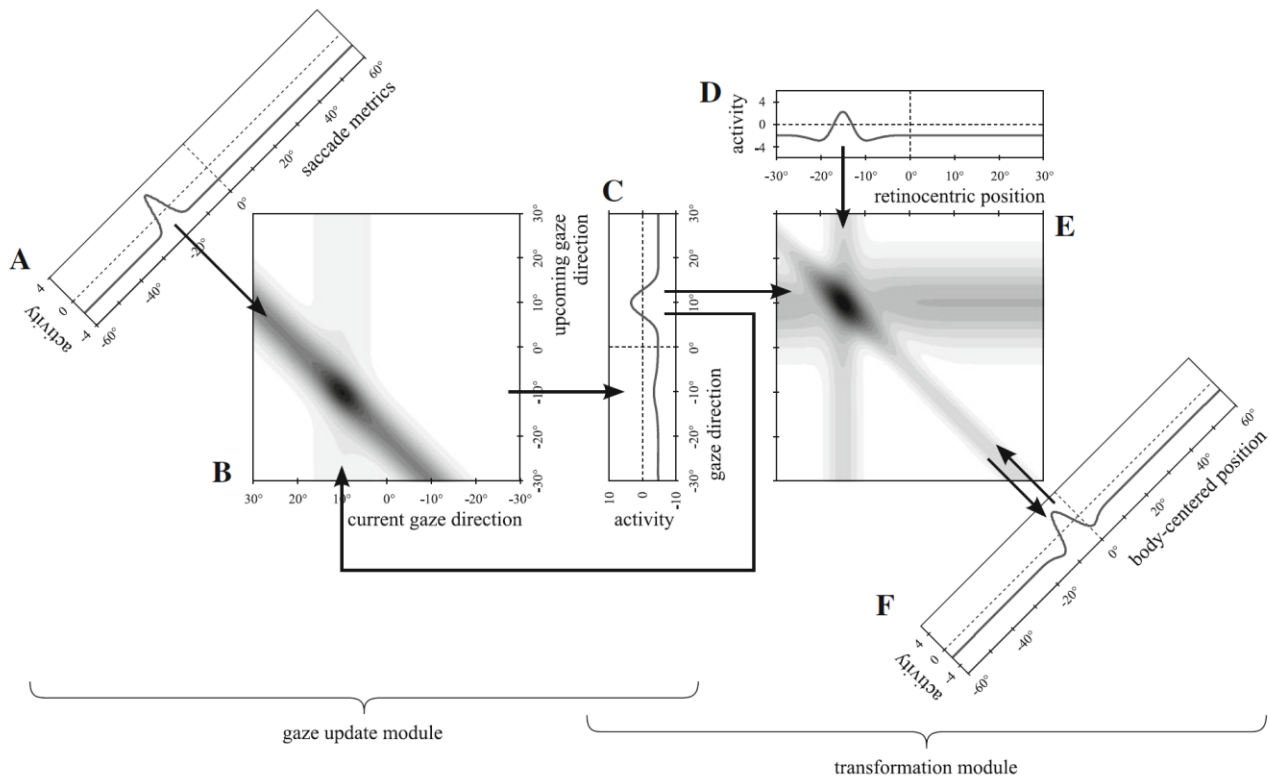 A
4
0
-4
activity
-60°
-40°
-20°
0°
20°
40°
60°
saccade metrics
B
30°
20°
10°
0°
-10°
-20°
-30°
current gaze direction
30°
20°
10°
0°
-10°
-20°
-30°
upcoming gaze
direction
C
10
0
-10
activity
30°
20°
10°
0°
-10°
-20°
-30°
gaze direction
D
activity
4
0
-4
-30°
-20°
-10°
0°
10°
20°
30°
retinocentric position
E
F
4
0
-4
activity
-60°
-40°
-20°
0°
20°
40°
60°
body-centered position
gaze update module
transformation module